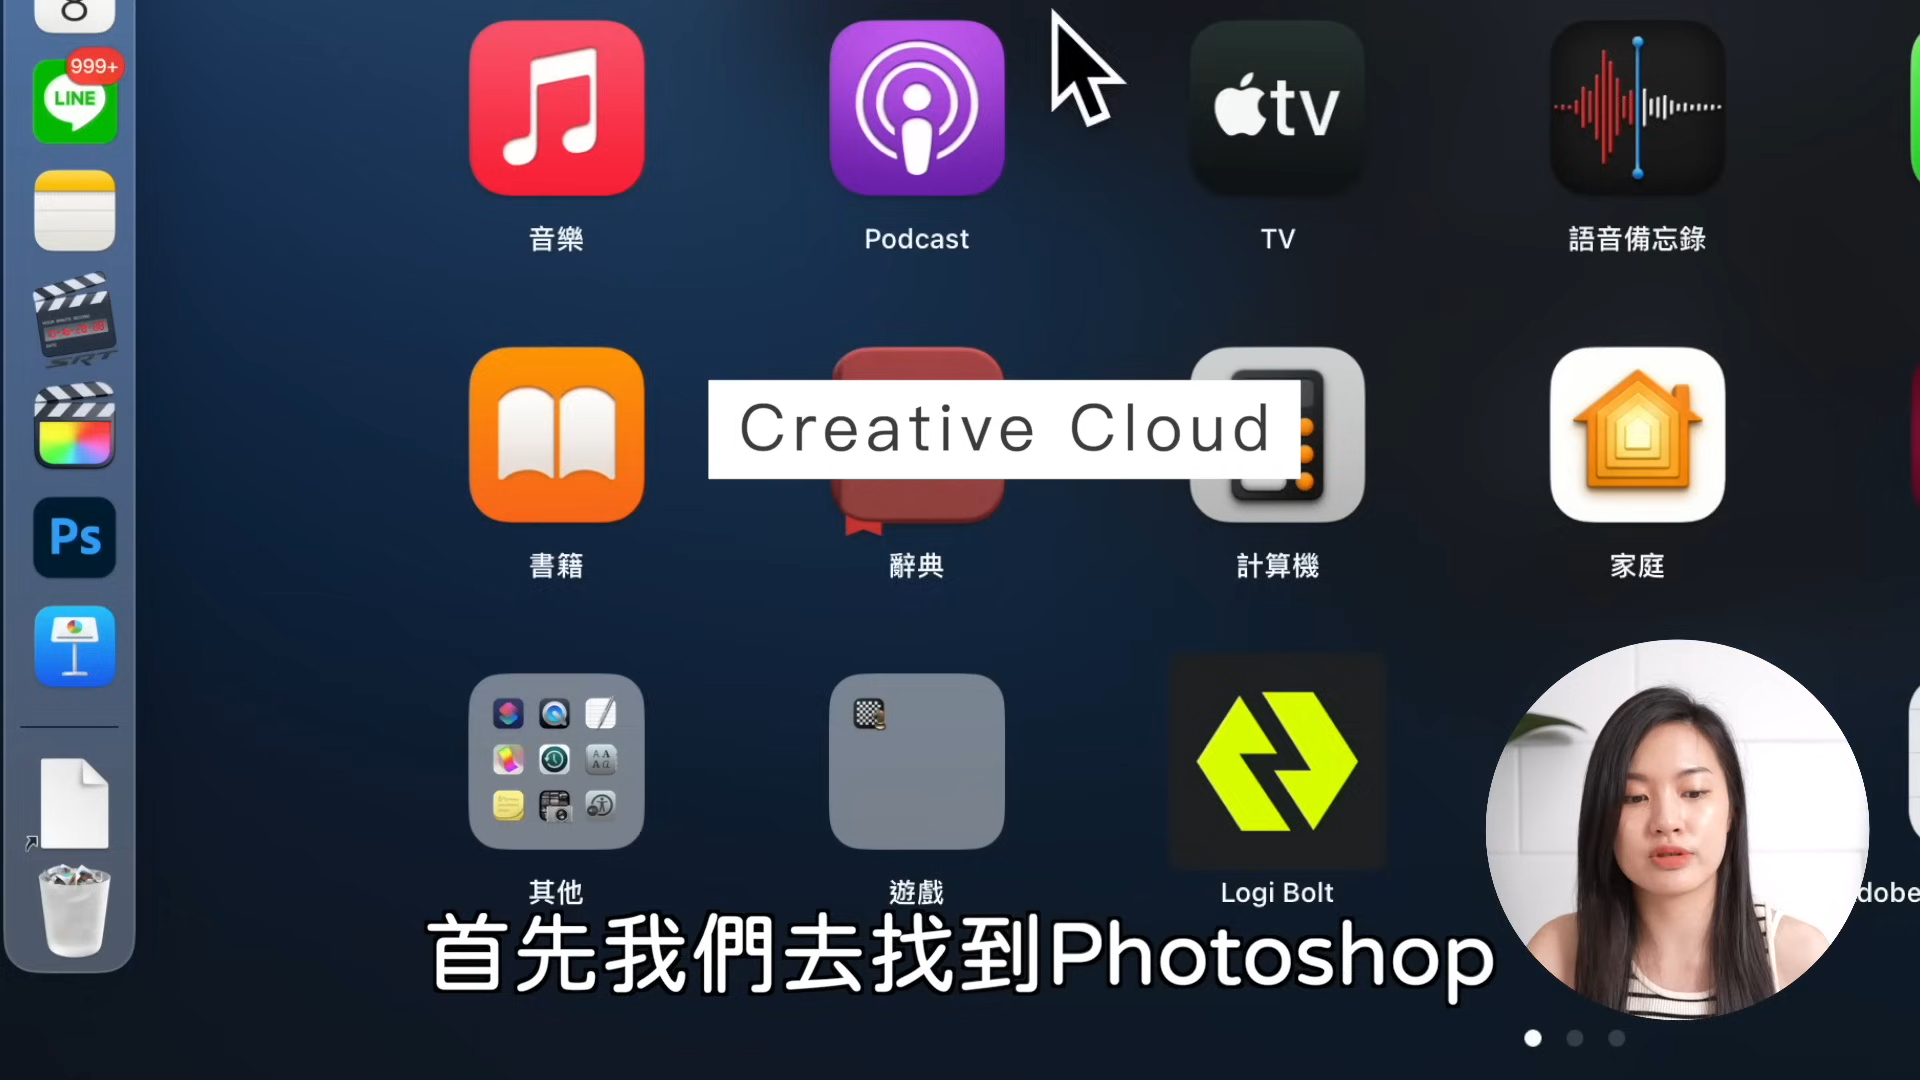 8
999+
LINE
SRT
Ps
tv
音樂
Podcast
TV
語音備忘錄
Creative Cloud
書籍
辭典
計算機
家庭
其他
遊戲
Logi Bolt
dobe
首先我們去找到Photoshop